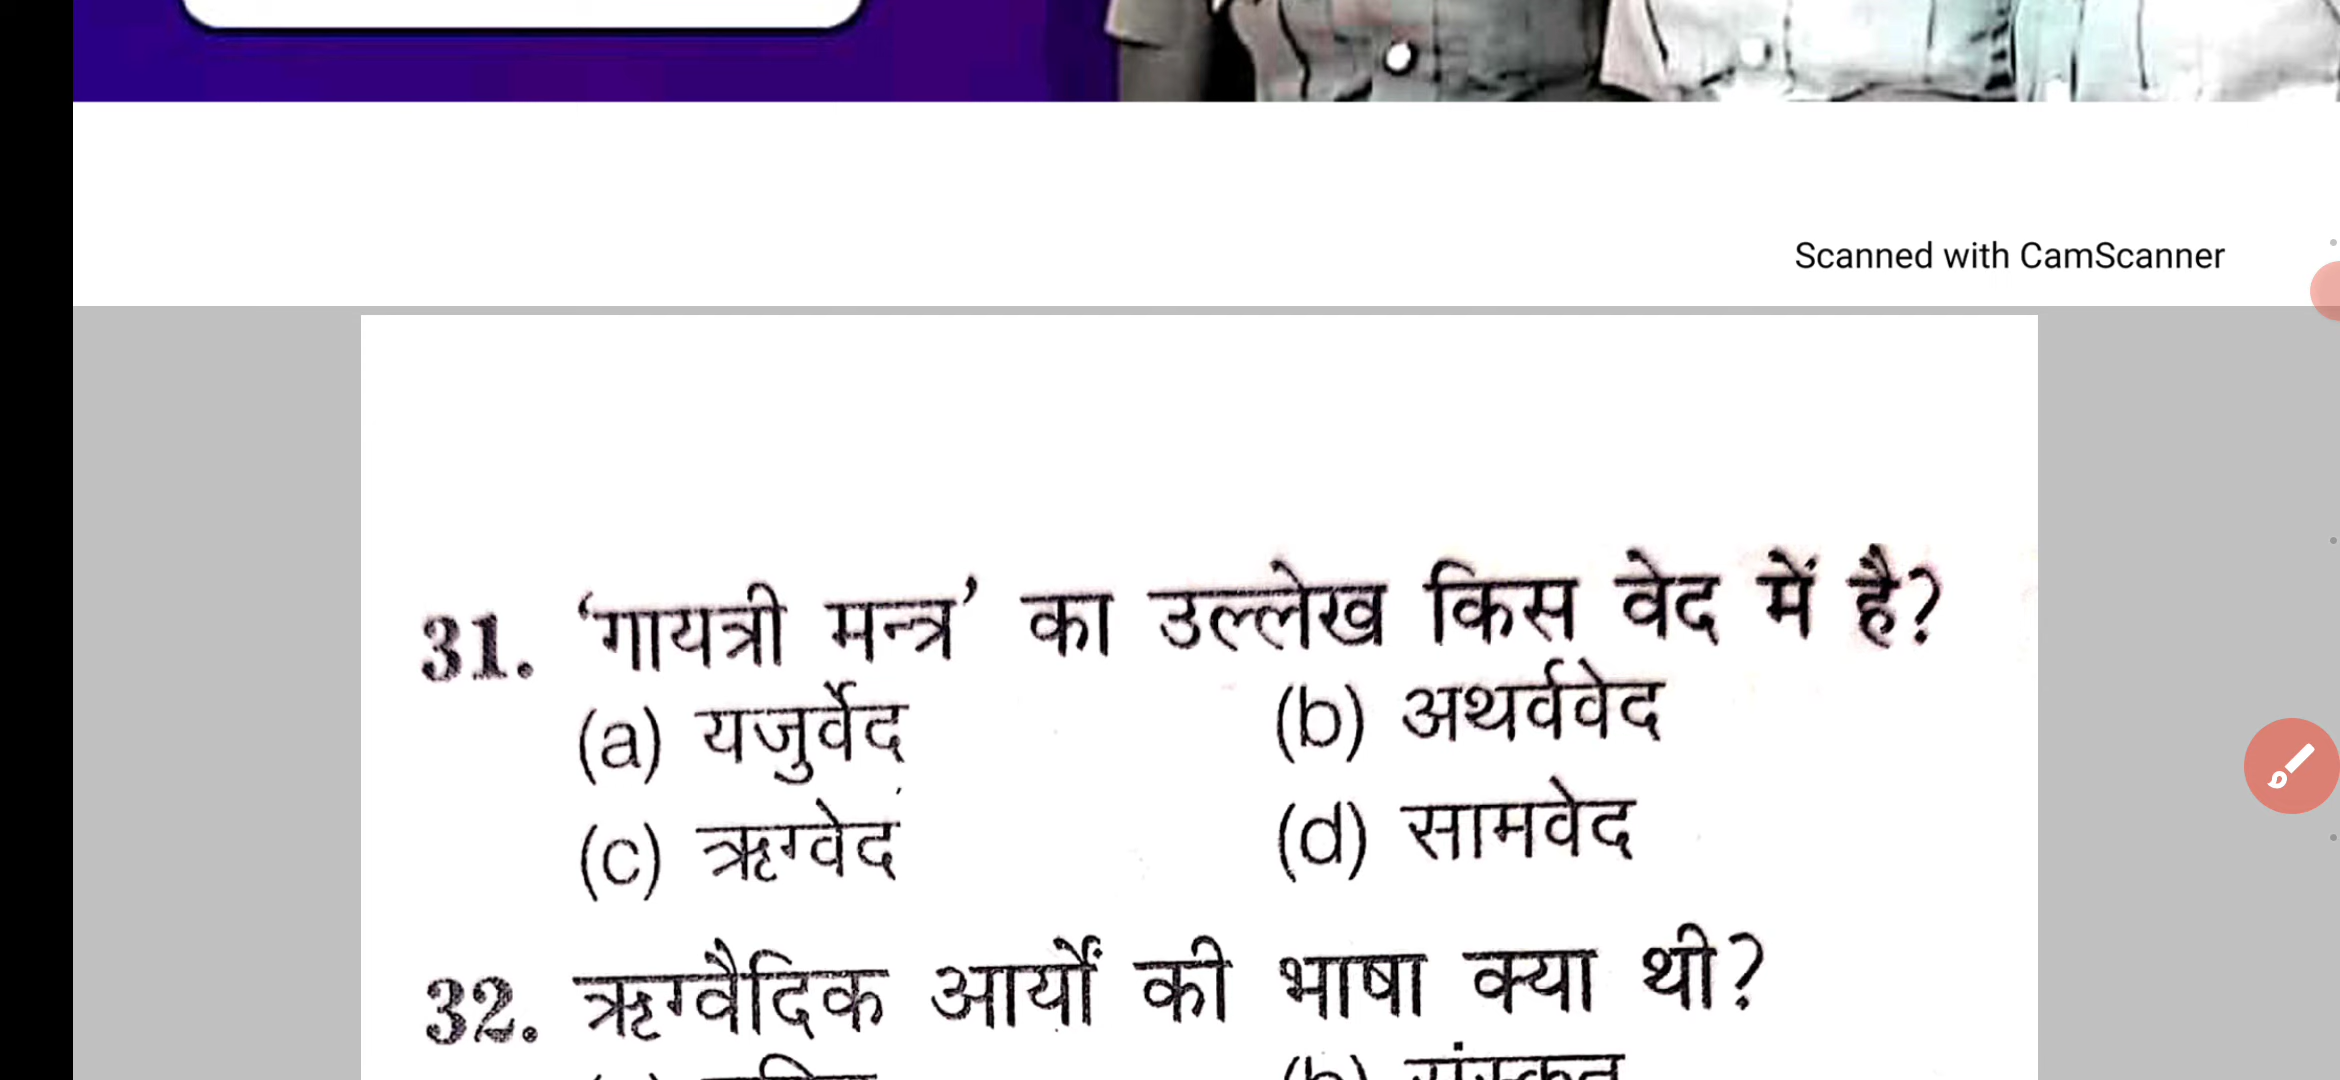 Scanned with CamScanner
31. ‘गायत्री मन्त्र’ का उल्लेख किस वेद में है?
(a) यजुर्वेद (b) अथर्ववेद
(c) ऋग्वेद (d) सामवेद
32. ऋग्वैदिक आर्यों की भाषा क्या थी?
(b) संस्कृत